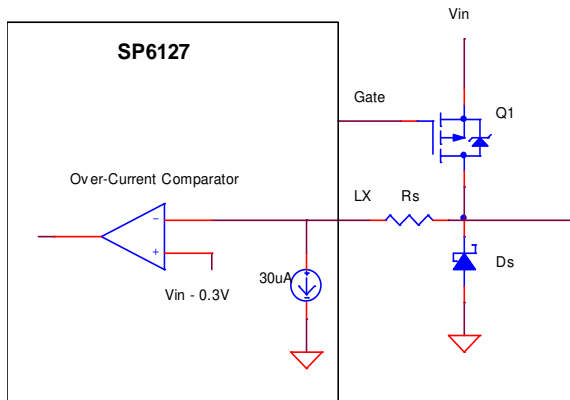 Vin
SP6127
Gate
Q1
Over-Current Comparator
LX
Rs
−
+
30uA
Vin - 0.3V
Ds